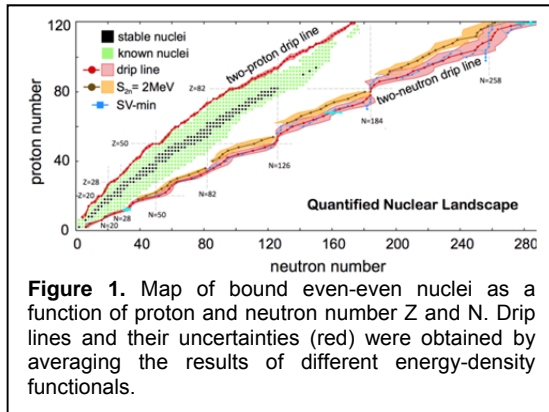 120
80
40
0
proton number
stable nuclei
known nuclei
drip line
S2n= 2MeV
SV-min
two-proton drip line
two-neutron drip line
Z=82
Z=50
Z=28
Z=20
N=20
N=28
N=50
N=82
N=126
N=184
N=258
Quantified Nuclear Landscape
0 40 80 120 160 200 240 280
neutron number
Figure 1. Map of bound even-even nuclei as a
function of proton and neutron number Z and N. Drip
lines and their uncertainties (red) were obtained by
averaging the results of different energy-density
functionals.